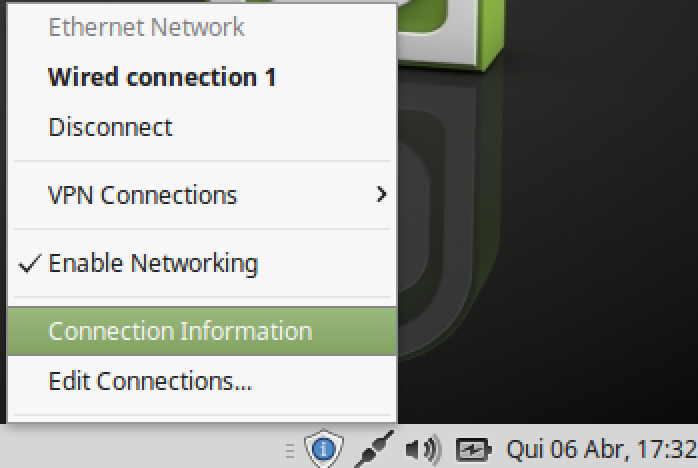 Ethernet Network
Wired connection 1
Disconnect
VPN Connections
Enable Networking
Connection Information
Edit Connections...
Qui 06 Abr, 17:32